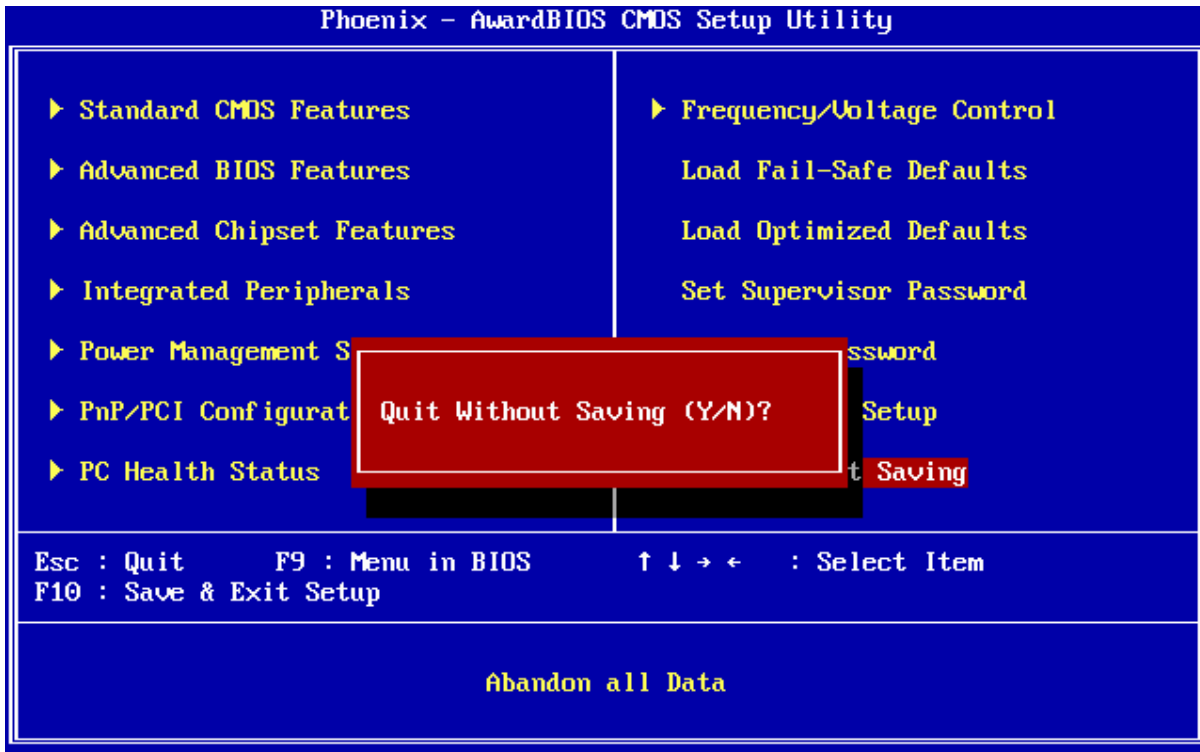 Phoenix - AwardBIOS CMOS Setup Utility
Standard CMOS Features
Advanced BIOS Features
Advanced Chipset Features
Integrated Peripherals
Power Management S
PnP/PCI Configurat
PC Health Status
Frequency/Voltage Control
Load Fail-Safe Defaults
Load Optimized Defaults
Set Supervisor Password
ssword
Setup
t Saving
Quit Without Saving (Y/N)?
Esc : Quit F9 : Menu in BIOS ↑ ↓ → ← : Select Item
F10 : Save & Exit Setup
Abandon all Data